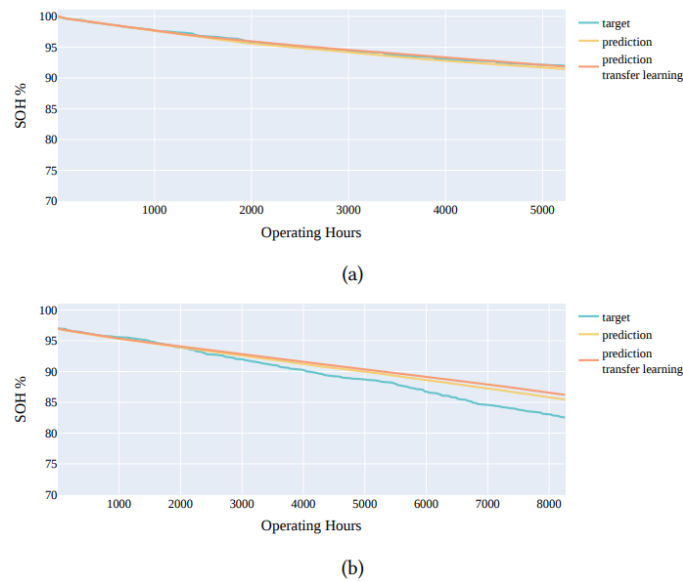 100
95
90
85
80
75
70
SOH %
1000
2000
3000
4000
5000
Operating Hours
target
prediction
prediction
transfer learning
(a)
100
95
90
85
80
75
70
SOH %
1000
2000
3000
4000
5000
6000
7000
8000
Operating Hours
target
prediction
prediction
transfer learning
(b)